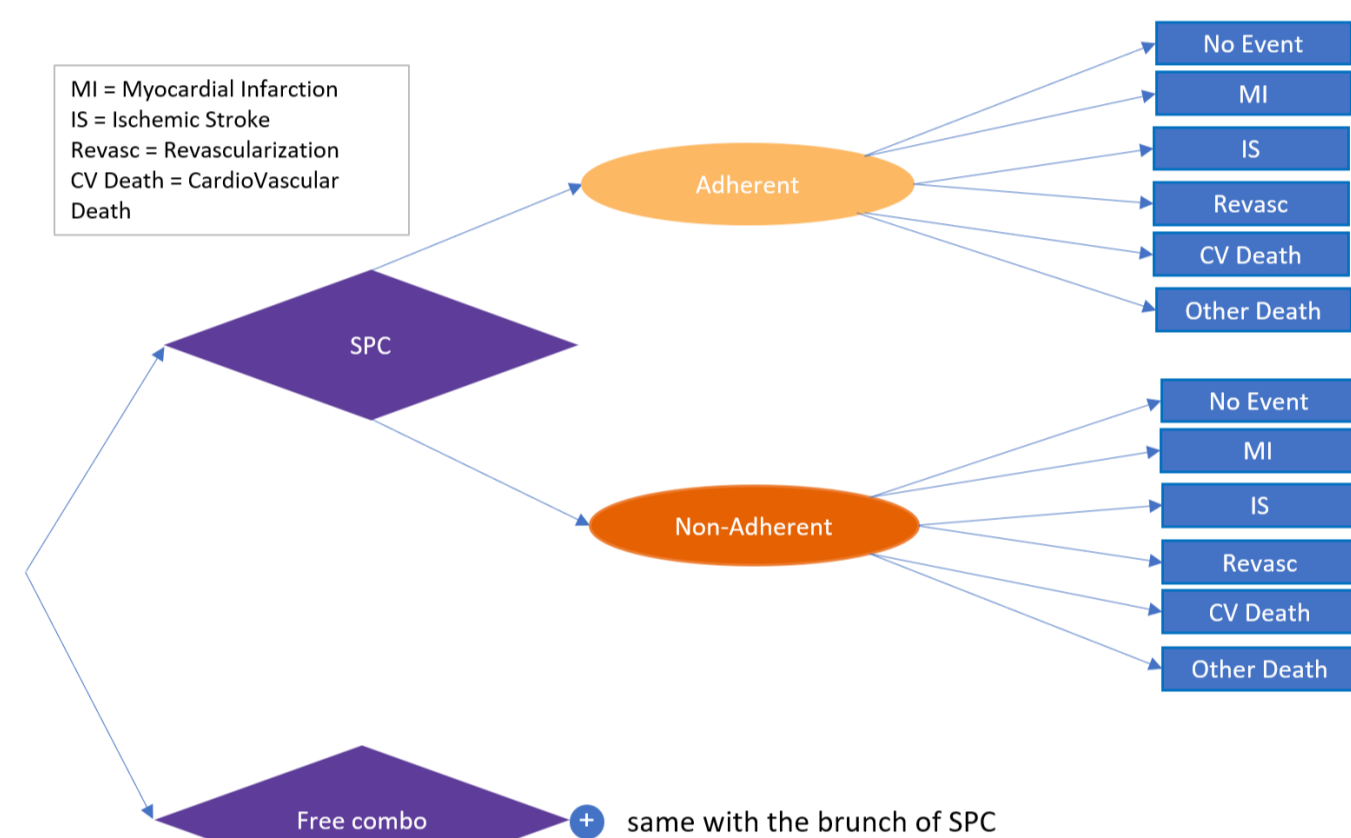 MI = Myocardial Infarction
IS = Ischemic Stroke
Revasc = Revascularization
CV Death = CardioVascular
Death
SPC
Adherent
No Event
MI
IS
Revasc
CV Death
Other Death
Non-Adherent
No Event
MI
IS
Revasc
CV Death
Other Death
Free combo
+
same with the brunch of SPC